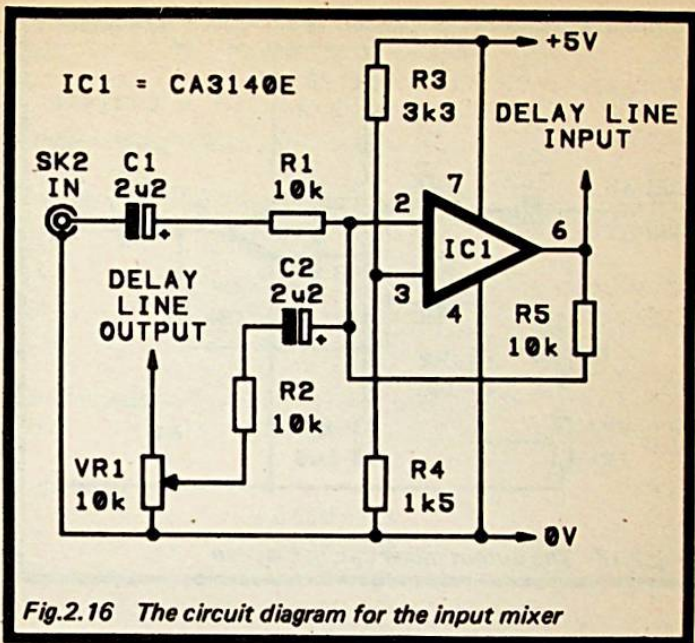 +5V
IC1 = CA3140E
R3
3k3
DELAY LINE
INPUT
SK2
IN
C1
2u2
+
R1
10k
7
2
6
IC1
3
4
C2
2u2
+
DELAY
LINE
OUTPUT
R5
10k
R2
10k
VR1
10k
R4
1k5
0V
Fig.2.16 The circuit diagram for the input mixer